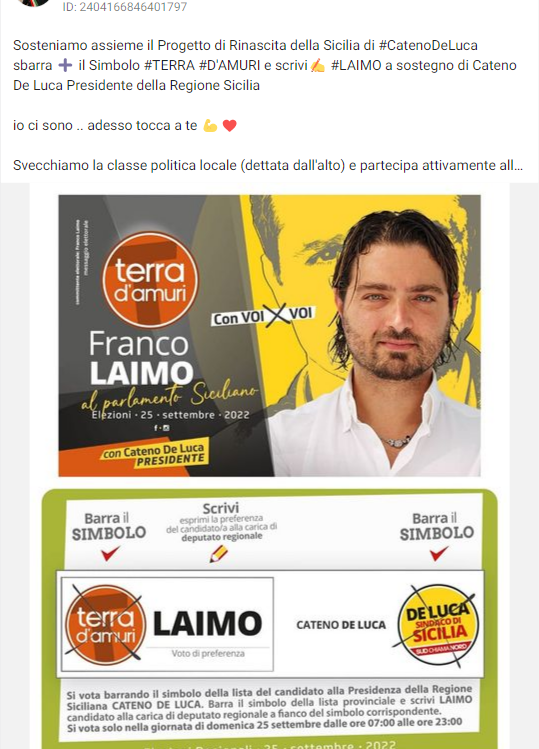 ID: 2404166846401797
Sosteniamo assieme il Progetto di Rinascita della Sicilia di #CatenoDeLuca
sbarra ➕ il Simbolo #TERRA #D'AMURI e scrivi✍ #LAIMO a sostegno di Cateno
De Luca Presidente della Regione Sicilia
io ci sono .. adesso tocca a te 💪 ❤️
Svecchiamo la classe politica locale (dettata dall'alto) e partecipa attivamente all...
committente elettorale: Franco Laimo
messaggio elettorale
terra
d'amuri
Con VOI X VOI
Franco
LAIMO
al parlamento Siciliano
Elezioni · 25 · settembre · 2022
con Cateno De Luca
PRESIDENTE
Barra il
SIMBOLO
Scrivi
esprimi la preferenza
del candidato/a alla carica di
deputato regionale
Barra il
SIMBOLO
terra
d'amuri
LAIMO
Voto di preferenza
CATENO DE LUCA
DE LUCA
SINDACO DI
SICILIA
SUD CHIAMA NORD
Si vota barrando il simbolo della lista del candidato alla Presidenza della Regione
Siciliana CATENO DE LUCA. Barra il simbolo della lista provinciale e scrivi LAIMO
candidato alla carica di deputato regionale a fianco del simbolo corrispondente.
Si vota solo nella giornata di domenica 25 settembre dalle ore 07:00 alle ore 23:00
Elezioni Regionali · 25 · settembre · 2022